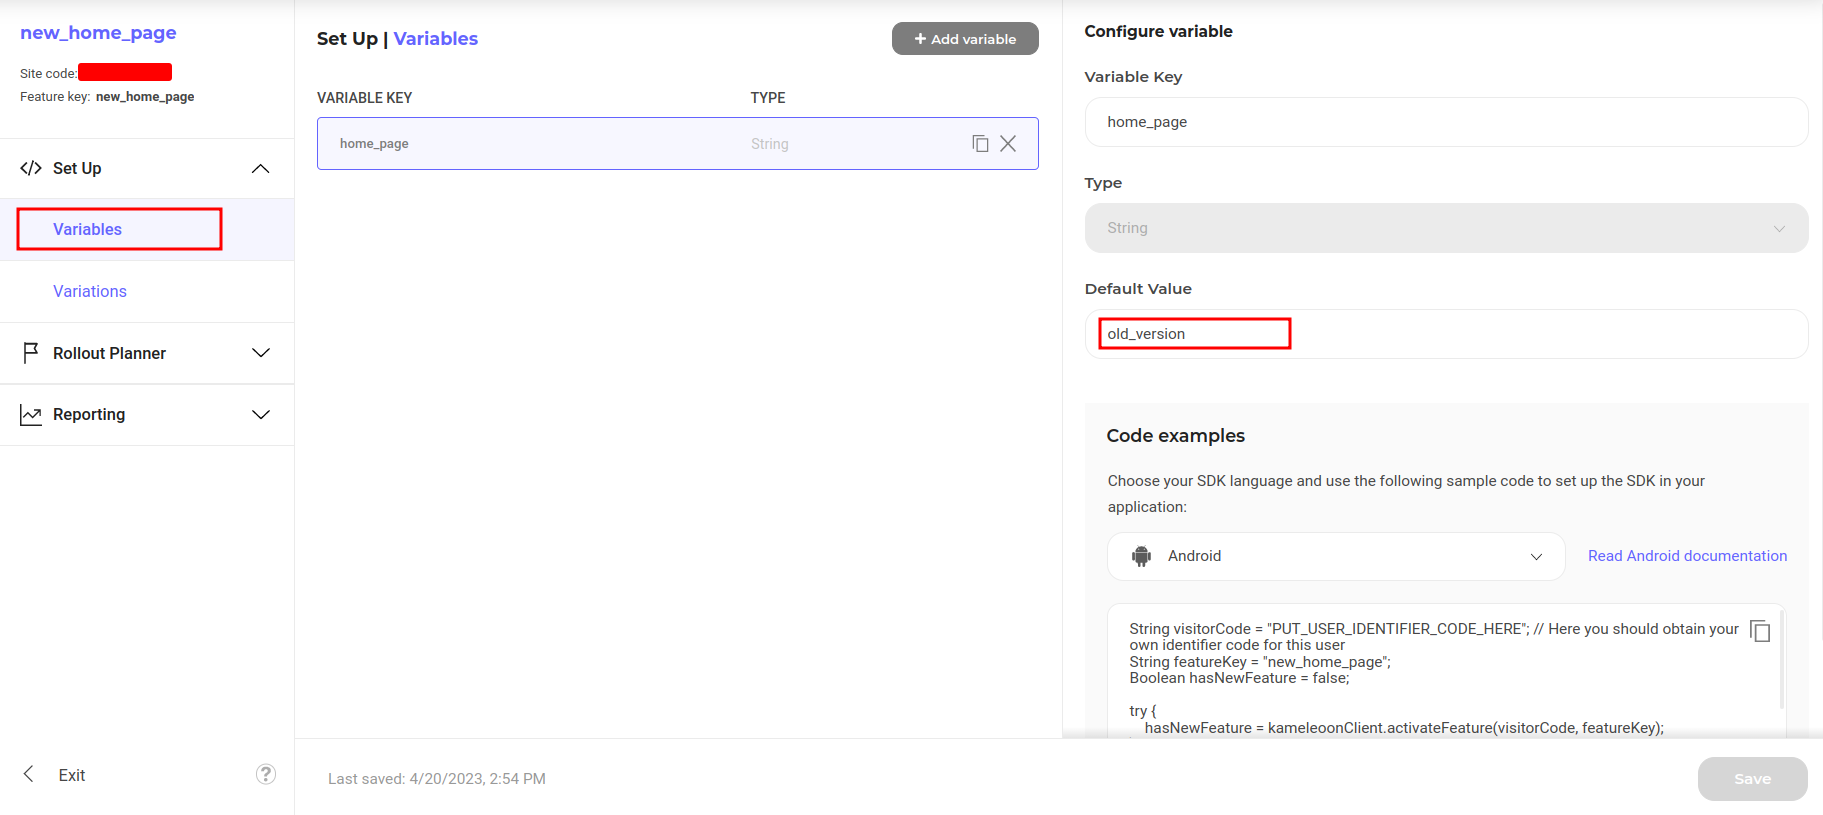 new_home_page
Site code:
Feature key: new_home_page
Set Up
Variables
Variations
Rollout Planner
Reporting
Exit
?
Set Up | Variables
+ Add variable
VARIABLE KEY TYPE
home_page String
Last saved: 4/20/2023, 2:54 PM
Configure variable
Variable Key
home_page
Type
String
Default Value
old_version
Code examples
Choose your SDK language and use the following sample code to set up the SDK in your
application:
Android
Read Android documentation
String visitorCode = "PUT_USER_IDENTIFIER_CODE_HERE"; // Here you should obtain your
own identifier code for this user
String featureKey = "new_home_page";
Boolean hasNewFeature = false;
try {
hasNewFeature = kameleoonClient.activateFeature(visitorCode, featureKey);
Save